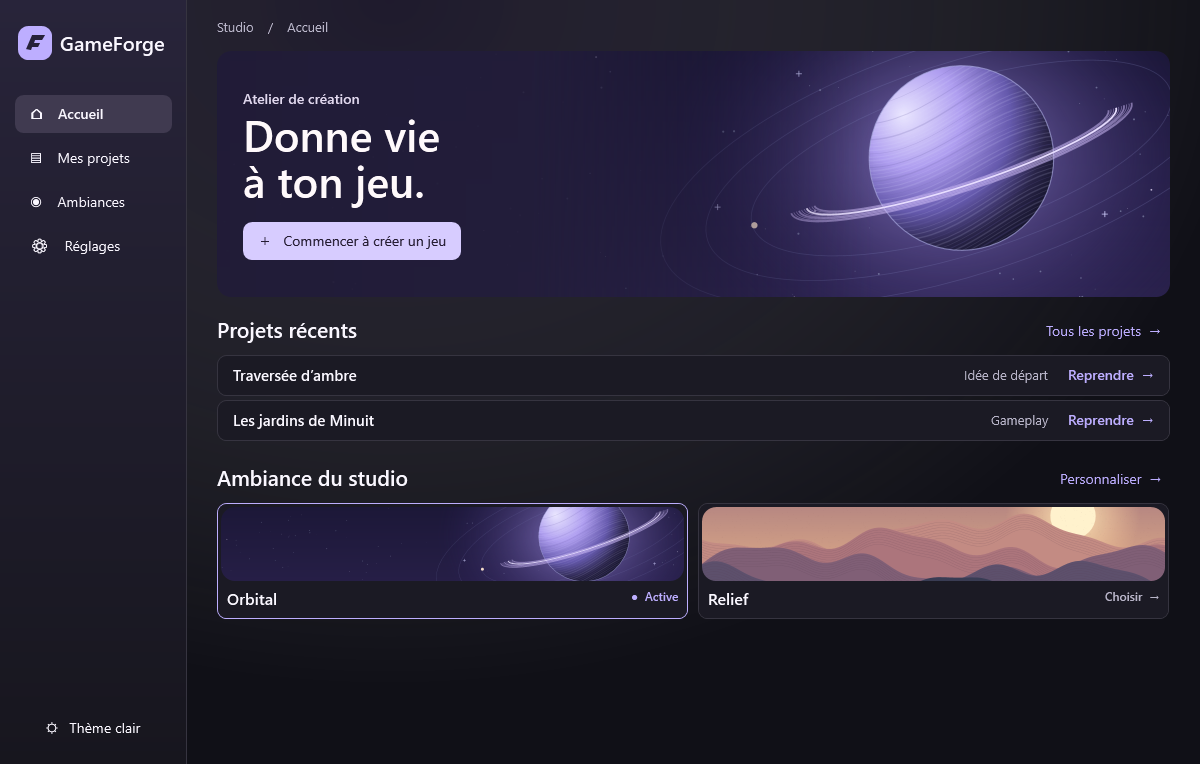 GameForge
Accueil
Mes projets
Ambiances
Réglages
Thème clair
Studio / Accueil
Atelier de création
Donne vie
à ton jeu.
+ Commencer à créer un jeu
Projets récents
Tous les projets →
Traversée d’ambre
Idée de départ
Reprendre →
Les jardins de Minuit
Gameplay
Reprendre →
Ambiance du studio
Personnaliser →
Orbital
Active
Relief
Choisir →